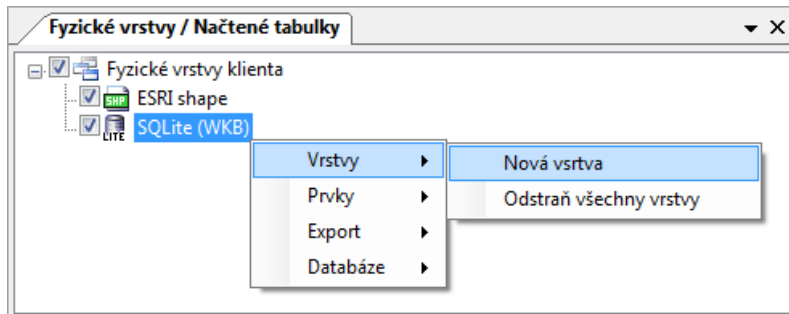 Fyzické vrstvy / Načtené tabulky
Fyzické vrstvy klienta
SHP ESRI shape
LITE SQLite (WKB)
Vrstvy
Prvky
Export
Databáze
Nová vsrtva
Odstraň všechny vrstvy